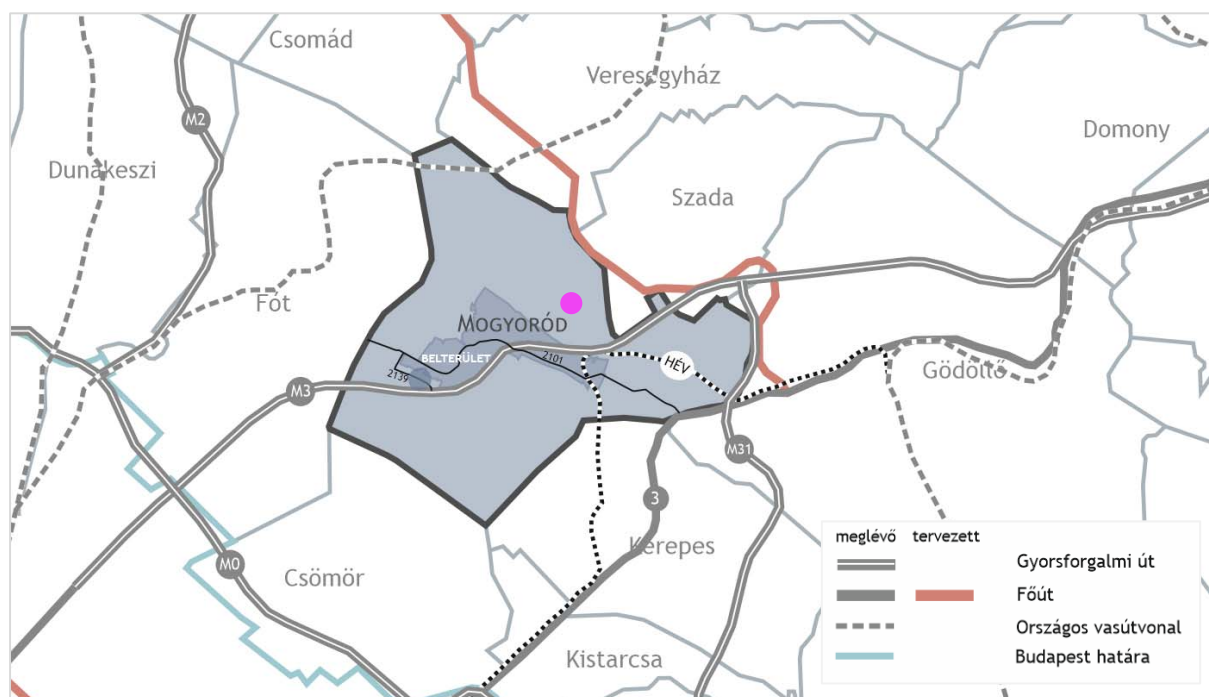 Csomád
Veresegyház
M2
Domony
Dunakeszi
Szada
Fót
MOGYORÓD
BELTERÜLET
2101
HÉV
2139
Gödöllő
M3
M31
3
Kerepes
M0
Csömör
Kistarcsa
meglévő tervezett
Gyorsforgalmi út
Főút
Országos vasútvonal
Budapest határa